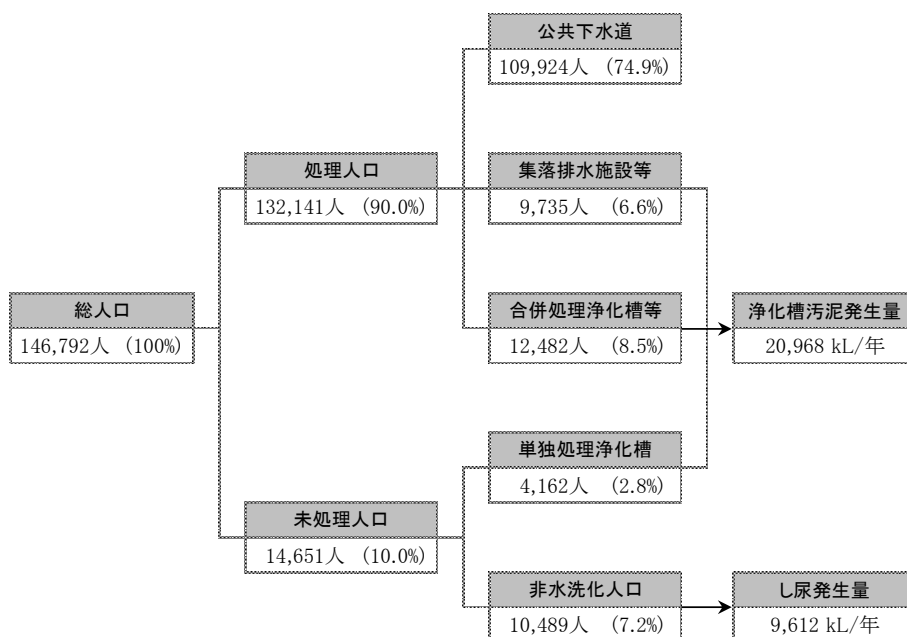 公共下水道
109,924人 (74.9%)
処理人口
132,141人 (90.0%)
集落排水施設等
9,735人 (6.6%)
総人口
146,792人 (100%)
合併処理浄化槽等
12,482人 (8.5%)
浄化槽汚泥発生量
20,968 kL/年
単独処理浄化槽
4,162人 (2.8%)
未処理人口
14,651人 (10.0%)
非水洗化人口
10,489人 (7.2%)
し尿発生量
9,612 kL/年